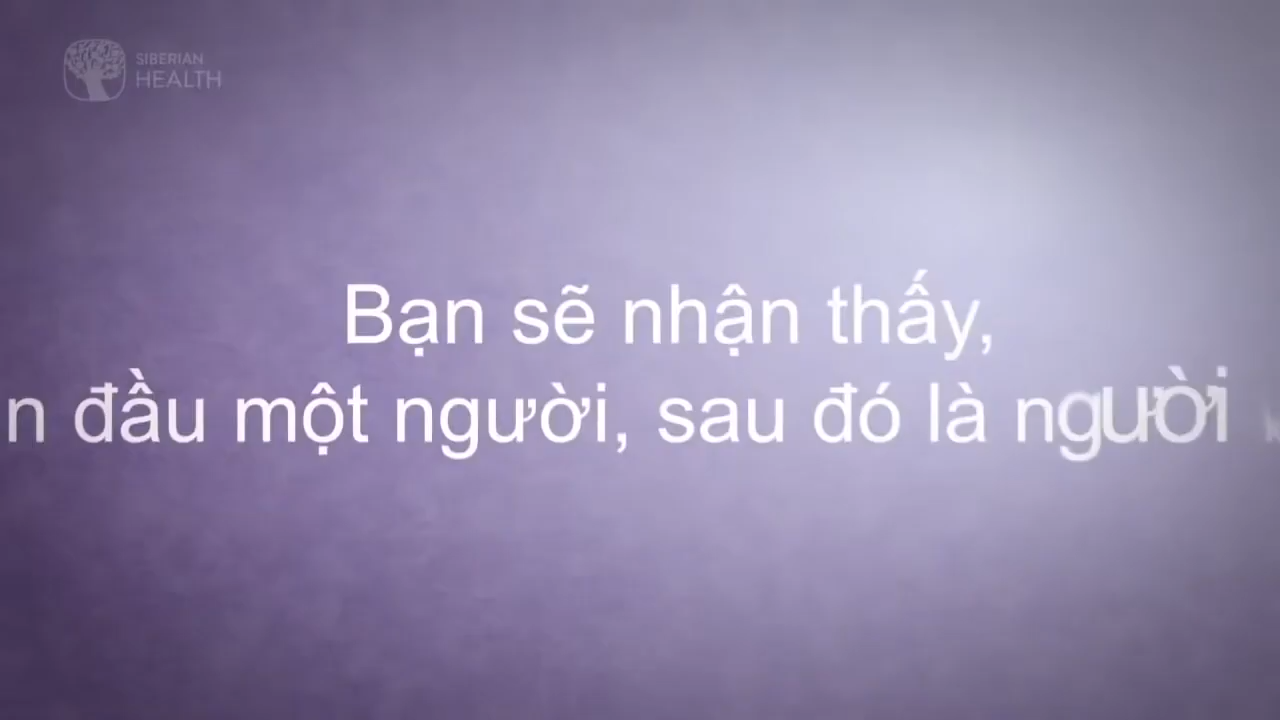 SIBERIAN
HEALTH
Bạn sẽ nhận thấy,
đầu một người, sau đó là người